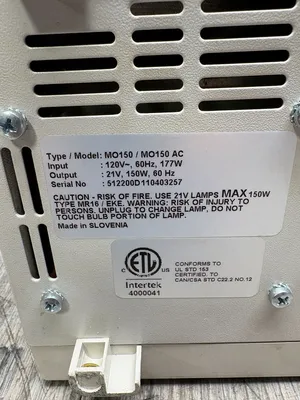 Type / Model: MO150 / MO150 AC
Input : 120V~, 60Hz, 177W
Output : 21V, 150W, 60 Hz
Serial No : 512200D110403257
CAUTION - RISK OF FIRE. USE 21V LAMPS MAX 150W
TYPE MR16 / EKE. WARNING: RISK OF INJURY TO
PERSONS. UNPLUG TO CHANGE LAMP, DO NOT
TOUCH BULB PORTION OF LAMP.
Made in SLOVENIA
C
ETL
US
LISTED
Intertek
4000041
CONFORMS TO
UL STD 153
CERTIFIED. TO
CAN/CSA STD C22.2 NO.12